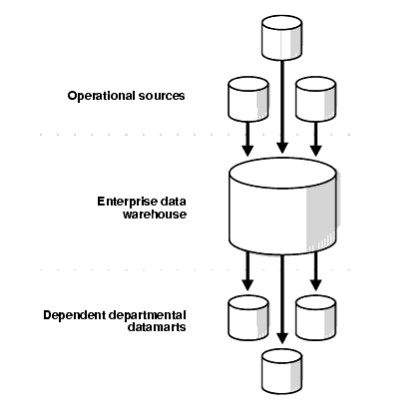 Operational sources
Enterprise data
warehouse
Dependent departmental
datamarts